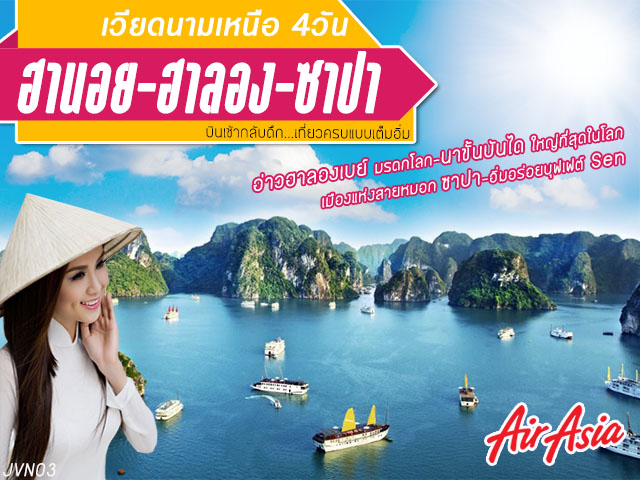 เวียดนามเหนือ 4วัน
ฮานอย-ฮาลอง-ซาปา
บินเช้ากลับดึก...เที่ยวครบแบบเต็มอิ่ม
อ่าวฮาลองเบย์ มรดกโลก-นาขั้นบันได ใหญ่ที่สุดในโลก
เมืองแห่งสายหมอก ซาปา-อิ่มอร่อยบุฟเฟต์ Sen
AirAsia
JVN03